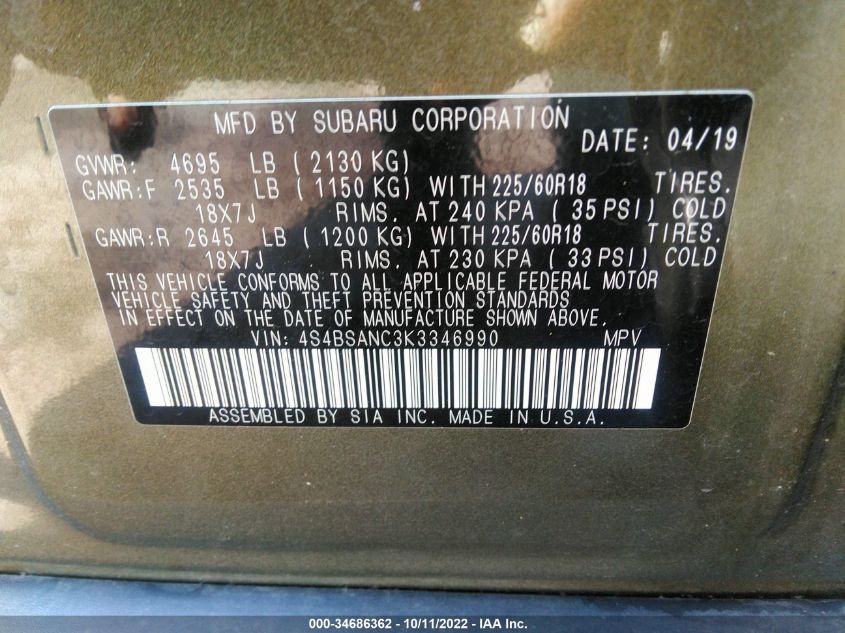 MFD BY SUBARU CORPORATION DATE: 04/19
GVWR: 4695 LB ( 2130 KG)
GAWR:F 2535 LB ( 1150 KG) WITH 225/60R18 TIRES.
18X7J RIMS. AT 240 KPA ( 35 PSI) COLD
GAWR:R 2645 LB ( 1200 KG) WITH 225/60R18 TIRES.
18X7J RIMS. AT 230 KPA ( 33 PSI) COLD
THIS VEHICLE CONFORMS TO ALL APPLICABLE FEDERAL MOTOR
VEHICLE SAFETY AND THEFT PREVENTION STANDARDS
IN EFFECT ON THE DATE OF MANUFACTURE SHOWN ABOVE.
VIN: 4S4BSANC3K3346990 MPV
ASSEMBLED BY SIA INC. MADE IN U.S.A.
000-34686362 - 10/11/2022 - IAA Inc.